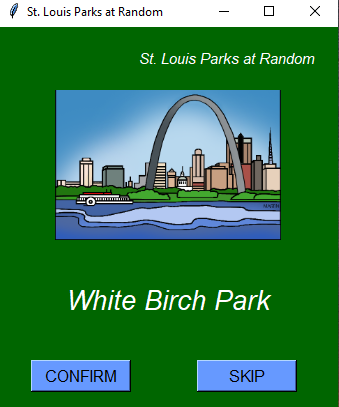 St. Louis Parks at Random
St. Louis Parks at Random
White Birch Park
CONFIRM
SKIP